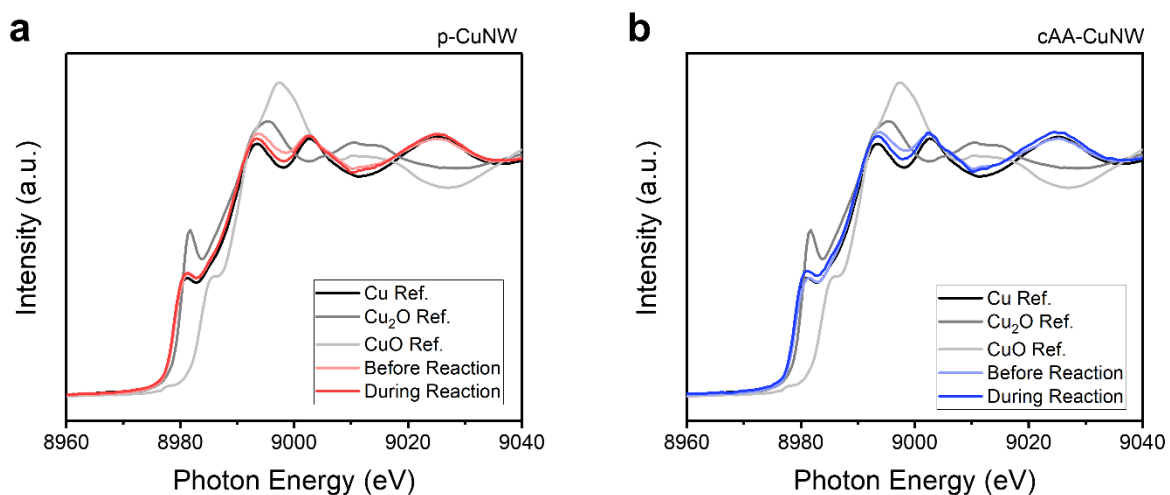 a
p-CuNW
Intensity (a.u.)
Cu Ref.
Cu₂O Ref.
CuO Ref.
Before Reaction
During Reaction
8960 8980 9000 9020 9040
Photon Energy (eV)
b
cAA-CuNW
Intensity (a.u.)
Cu Ref.
Cu₂O Ref.
CuO Ref.
Before Reaction
During Reaction
8960 8980 9000 9020 9040
Photon Energy (eV)